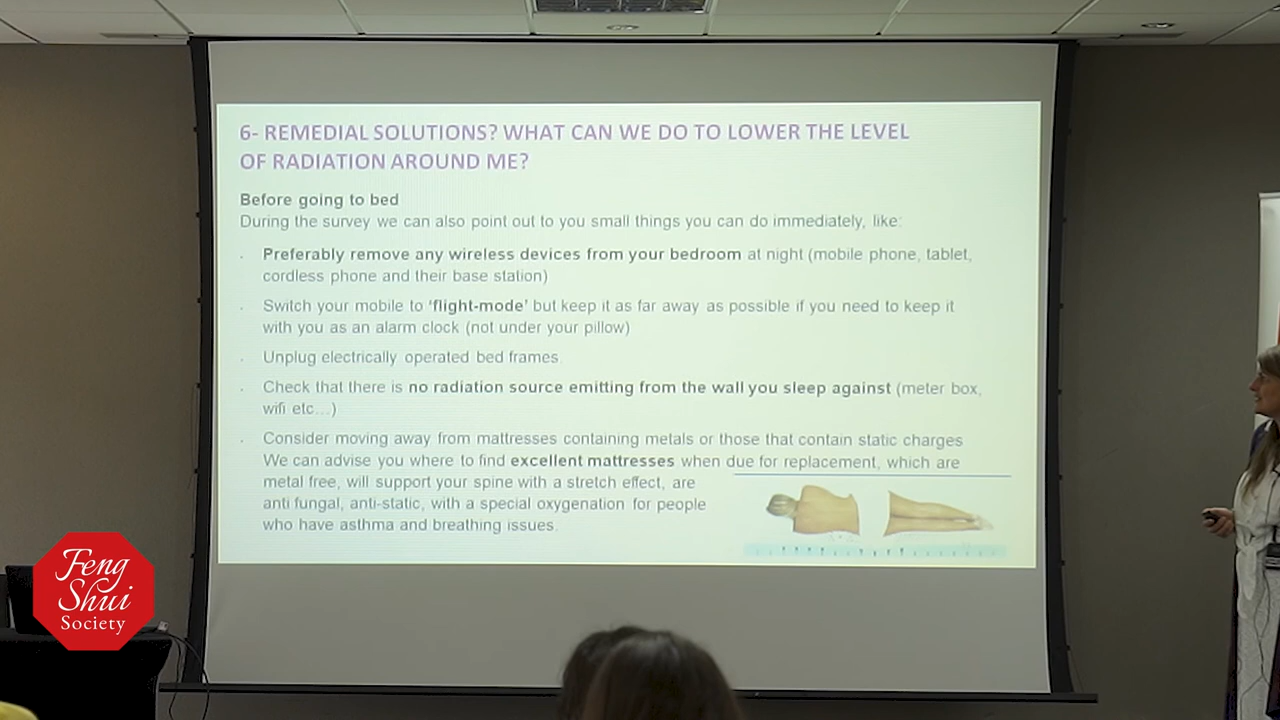 6- REMEDIAL SOLUTIONS? WHAT CAN WE DO TO LOWER THE LEVEL
OF RADIATION AROUND ME?
Before going to bed
During the survey we can also point out to you small things you can do immediately, like:
· Preferably remove any wireless devices from your bedroom at night (mobile phone, tablet,
cordless phone and their base station)
· Switch your mobile to 'flight-mode' but keep it as far away as possible if you need to keep it
with you as an alarm clock (not under your pillow)
· Unplug electrically operated bed frames.
· Check that there is no radiation source emitting from the wall you sleep against (meter box,
wifi etc...)
· Consider moving away from mattresses containing metals or those that contain static charges
We can advise you where to find excellent mattresses when due for replacement, which are
metal free, will support your spine with a stretch effect, are
anti fungal, anti-static, with a special oxygenation for people
who have asthma and breathing issues.
Feng
Shui
Society